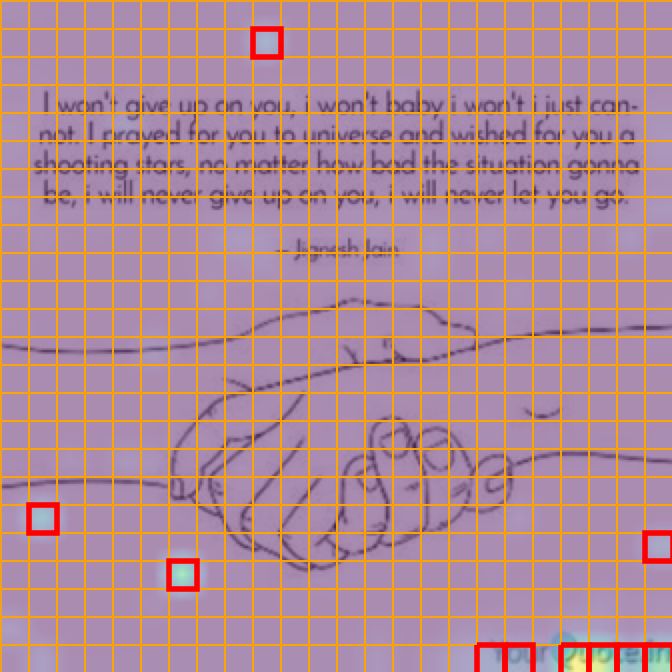 I won't give up on you, i won't baby i won't i just can-
not. I prayed for you to universe and wished for you a
shooting stars, no matter how bad the situation gonna
be, i will never give up on you, i will never let you go.
-- Jignesh Jain
YourQuote.in